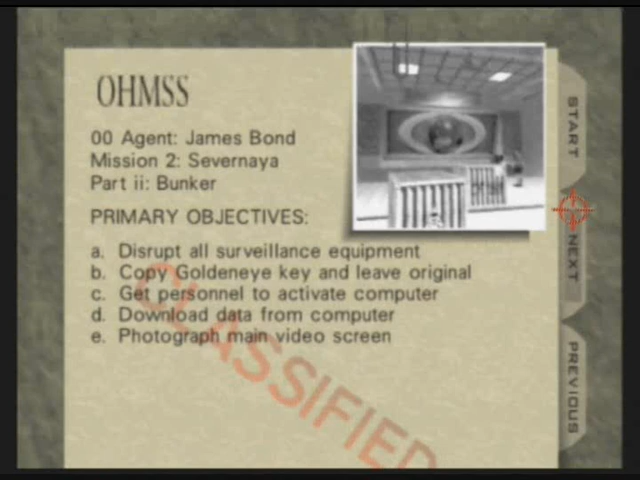 OHMSS
00 Agent: James Bond
Mission 2: Severnaya
Part ii: Bunker
PRIMARY OBJECTIVES:
a. Disrupt all surveillance equipment
b. Copy Goldeneye key and leave original
c. Get personnel to activate computer
d. Download data from computer
e. Photograph main video screen
CLASSIFIED
START
NEXT
PREVIOUS